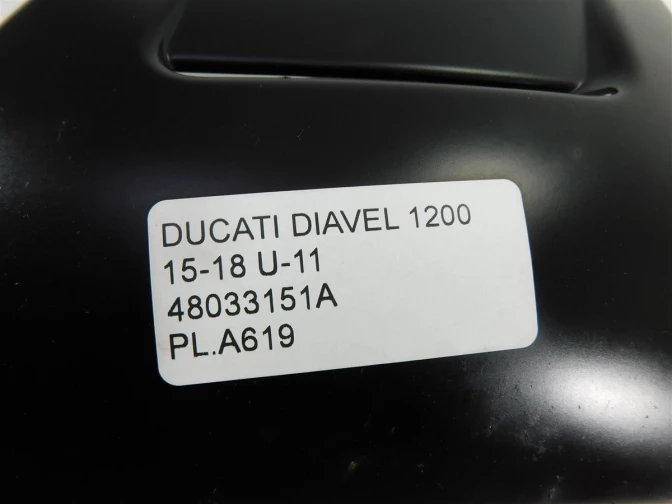 DUCATI DIAVEL 1200
15-18 U-11
48033151A
PL.A619